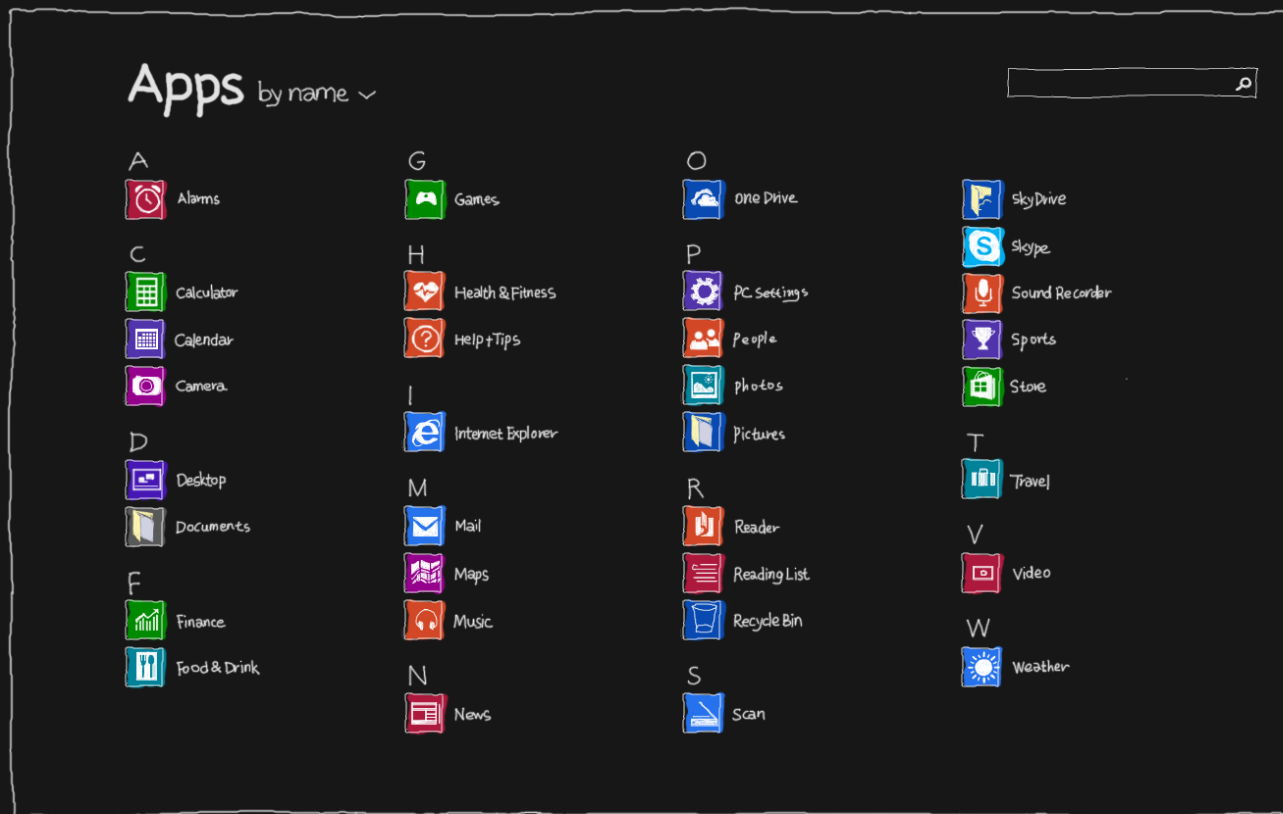 Apps by name
A
Alarms
C
Calculator
Calendar
Camera
D
Desktop
Documents
F
Finance
Food & Drink
G
Games
H
Health & Fitness
Help+Tips
I
Internet Explorer
M
Mail
Maps
Music
N
News
O
one Drive
P
PC Settings
People
photos
Pictures
R
Reader
Reading List
Recycle Bin
S
Scan
SkyDrive
S
Skype
Sound Recorder
Sports
Store
T
Travel
V
Video
W
Weather